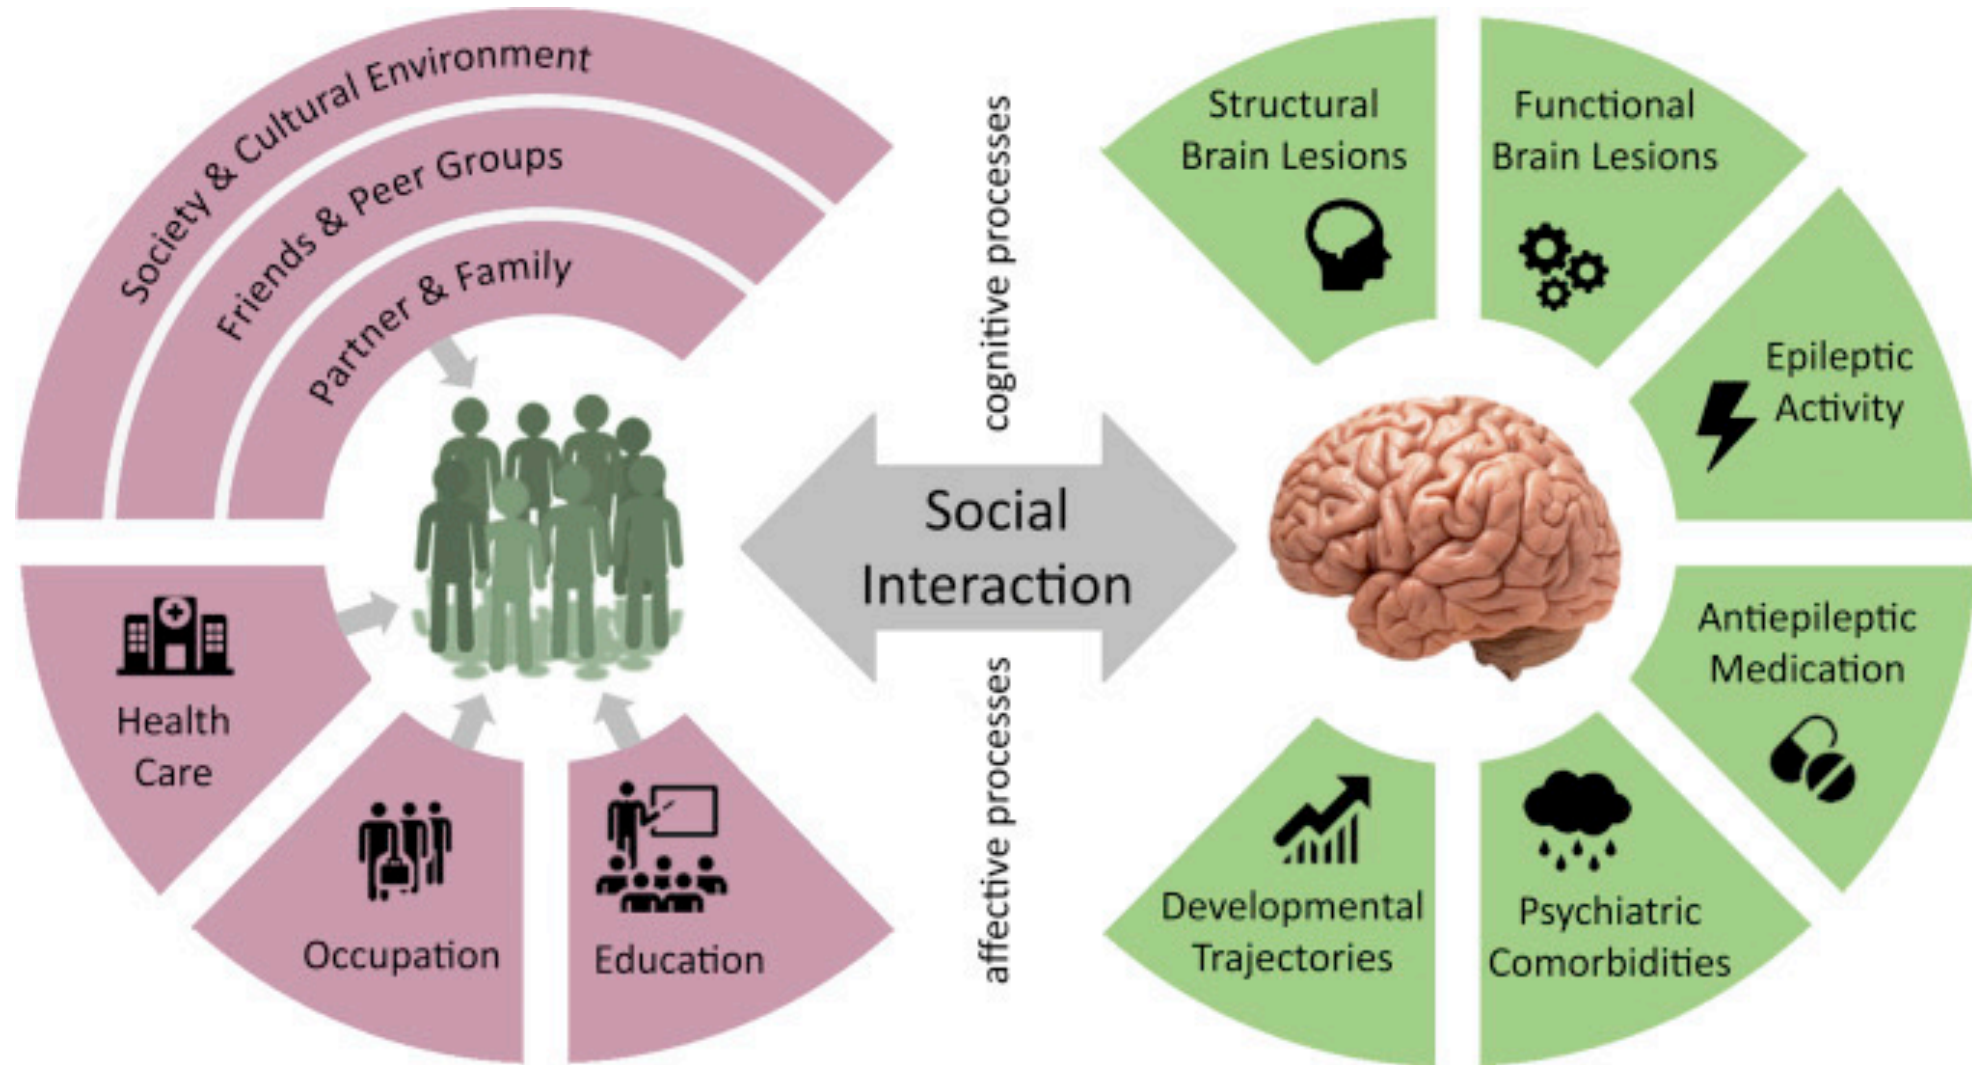 Society & Cultural Environment
Friends & Peer Groups
Partner & Family
Health
Care
Occupation
Education
cognitive processes
Social
Interaction
affective processes
Structural
Brain Lesions
Functional
Brain Lesions
Epileptic
Activity
Antiepileptic
Medication
Psychiatric
Comorbidities
Developmental
Trajectories